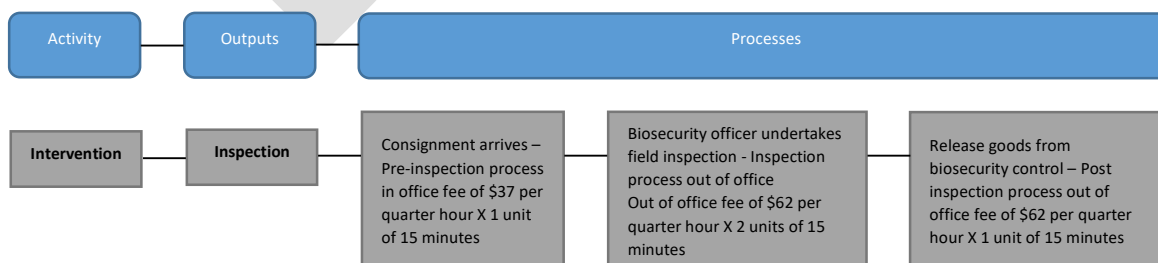 Activity
Outputs
Processes
Intervention
Inspection
Consignment arrives –
Pre-inspection process
in office fee of $37 per
quarter hour X 1 unit
of 15 minutes
Biosecurity officer undertakes
field inspection - Inspection
process out of office
Out of office fee of $62 per
quarter hour X 2 units of 15
minutes
Release goods from
biosecurity control – Post
inspection process out of
office fee of $62 per quarter
hour X 1 unit of 15 minutes